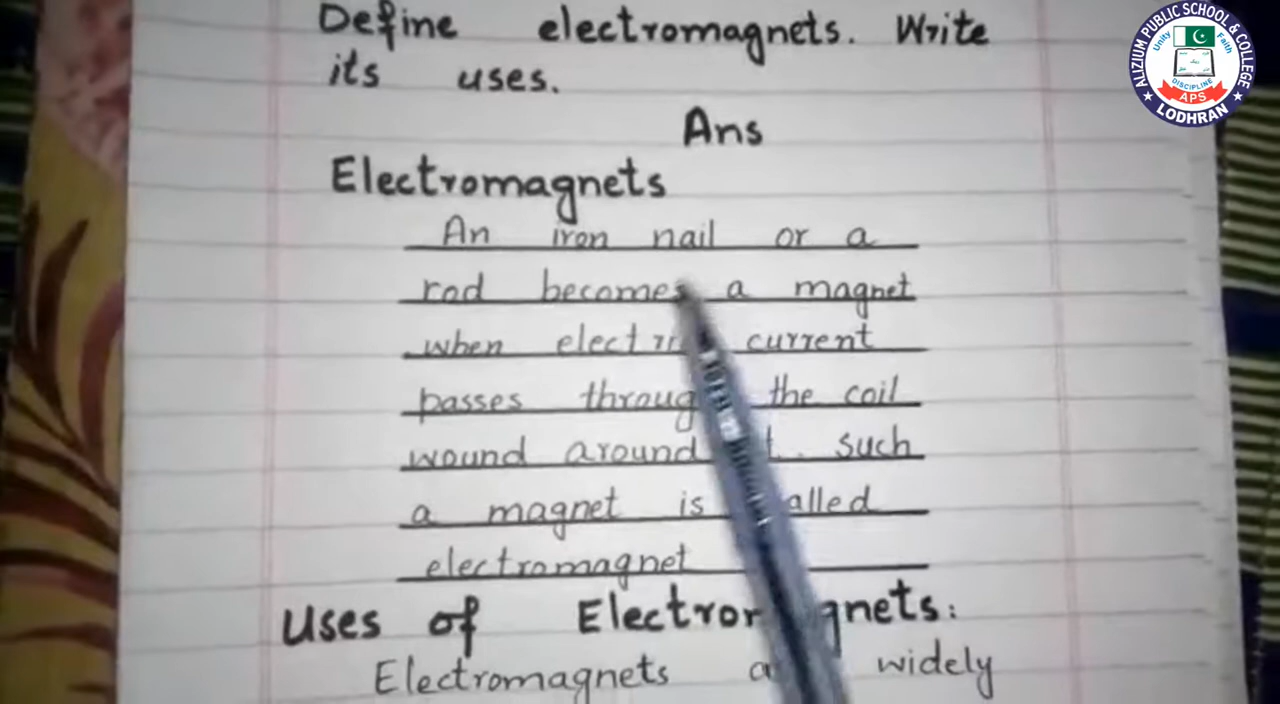 Define electromagnets. Write
its uses.
Ans
Electromagnets
An iron nail or a
rod becomes a magnet
when current
passes the coil
wound around such
a magnet is
electromagnet
Uses of
Electromagnets widely
ALIZIUM PUBLIC SCHOOL & COLLEGE
Unity
Faith
DISCIPLINE
APS
LODHRAN